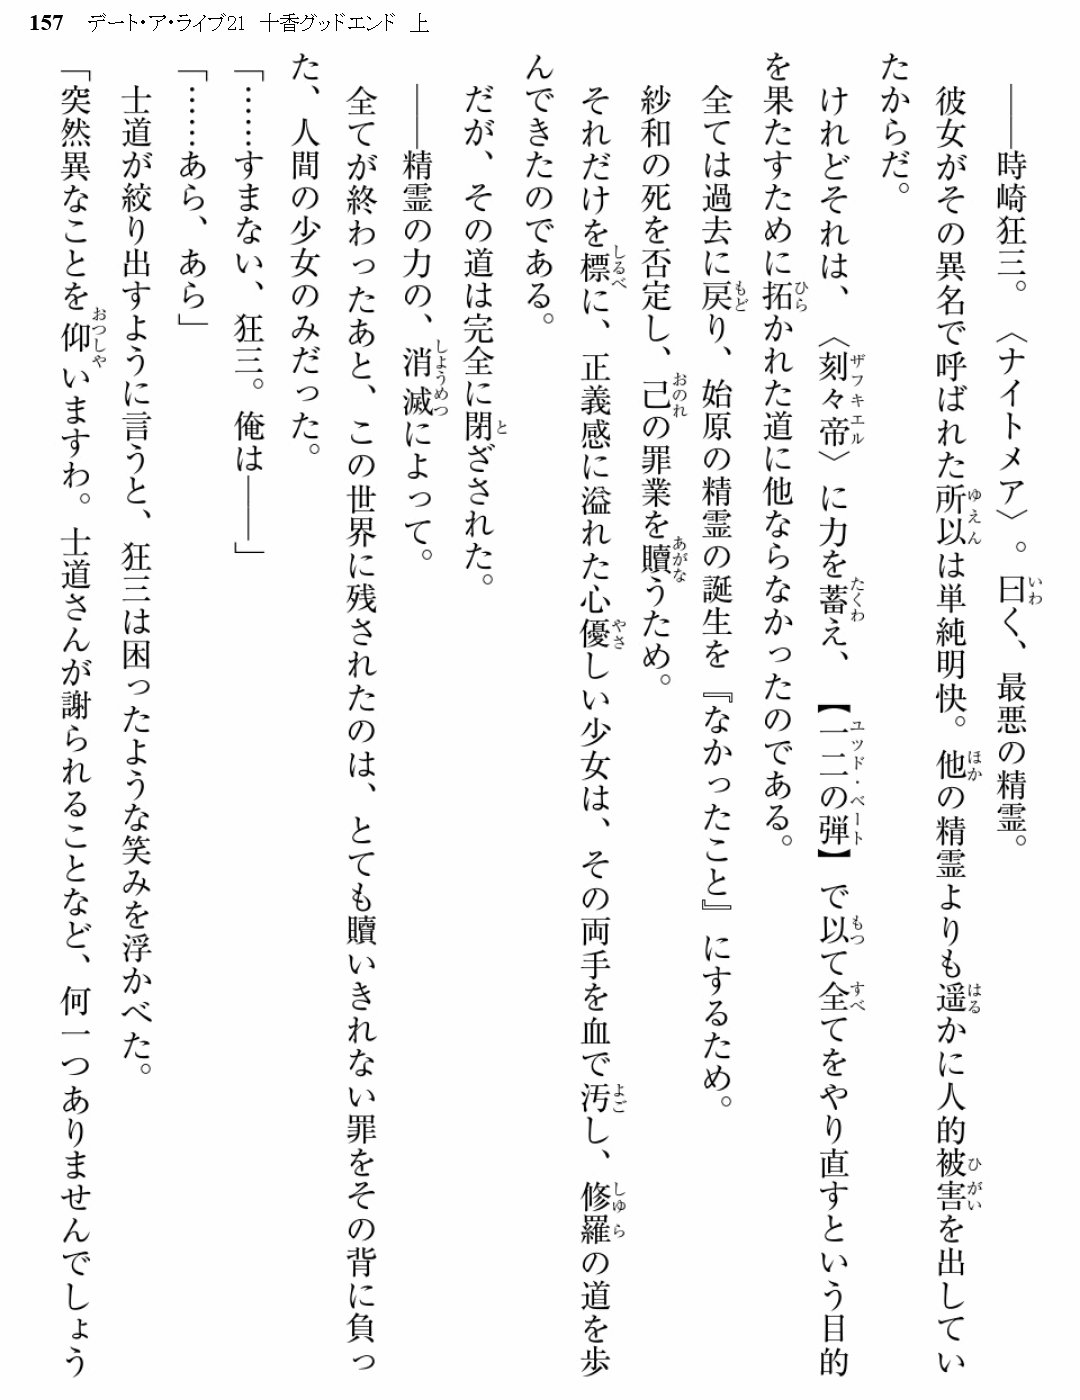 157 デート・ア・ライブ21 十香グッドエンド 上
――時崎狂三。〈ナイトメア〉。曰く、最悪の精霊。
彼女がその異名で呼ばれた所以は単純明快。他の精霊よりも遥かに人的被害を出してい
たからだ。
けれどそれは、〈刻々帝〉に力を蓄え、【一二の弾】で以て全てをやり直すという目的
を果たすために拓かれた道に他ならなかったのである。
全ては過去に戻り、始原の精霊の誕生を『なかったこと』にするため。
紗和の死を否定し、己の罪業を贖うため。
それだけを標に、正義感に溢れた心優しい少女は、その両手を血で汚し、修羅の道を歩
んできたのである。
だが、その道は完全に閉ざされた。
――精霊の力の、消滅によって。
全てが終わったあと、この世界に残されたのは、とても贖いきれない罪をその背に負っ
た、人間の少女のみだった。
「……すまない、狂三。俺は――」
「……あら、あら」
士道が絞り出すように言うと、狂三は困ったような笑みを浮かべた。
「突然異なことを仰いますわ。士道さんが謝られることなど、何一つありませんでしょう